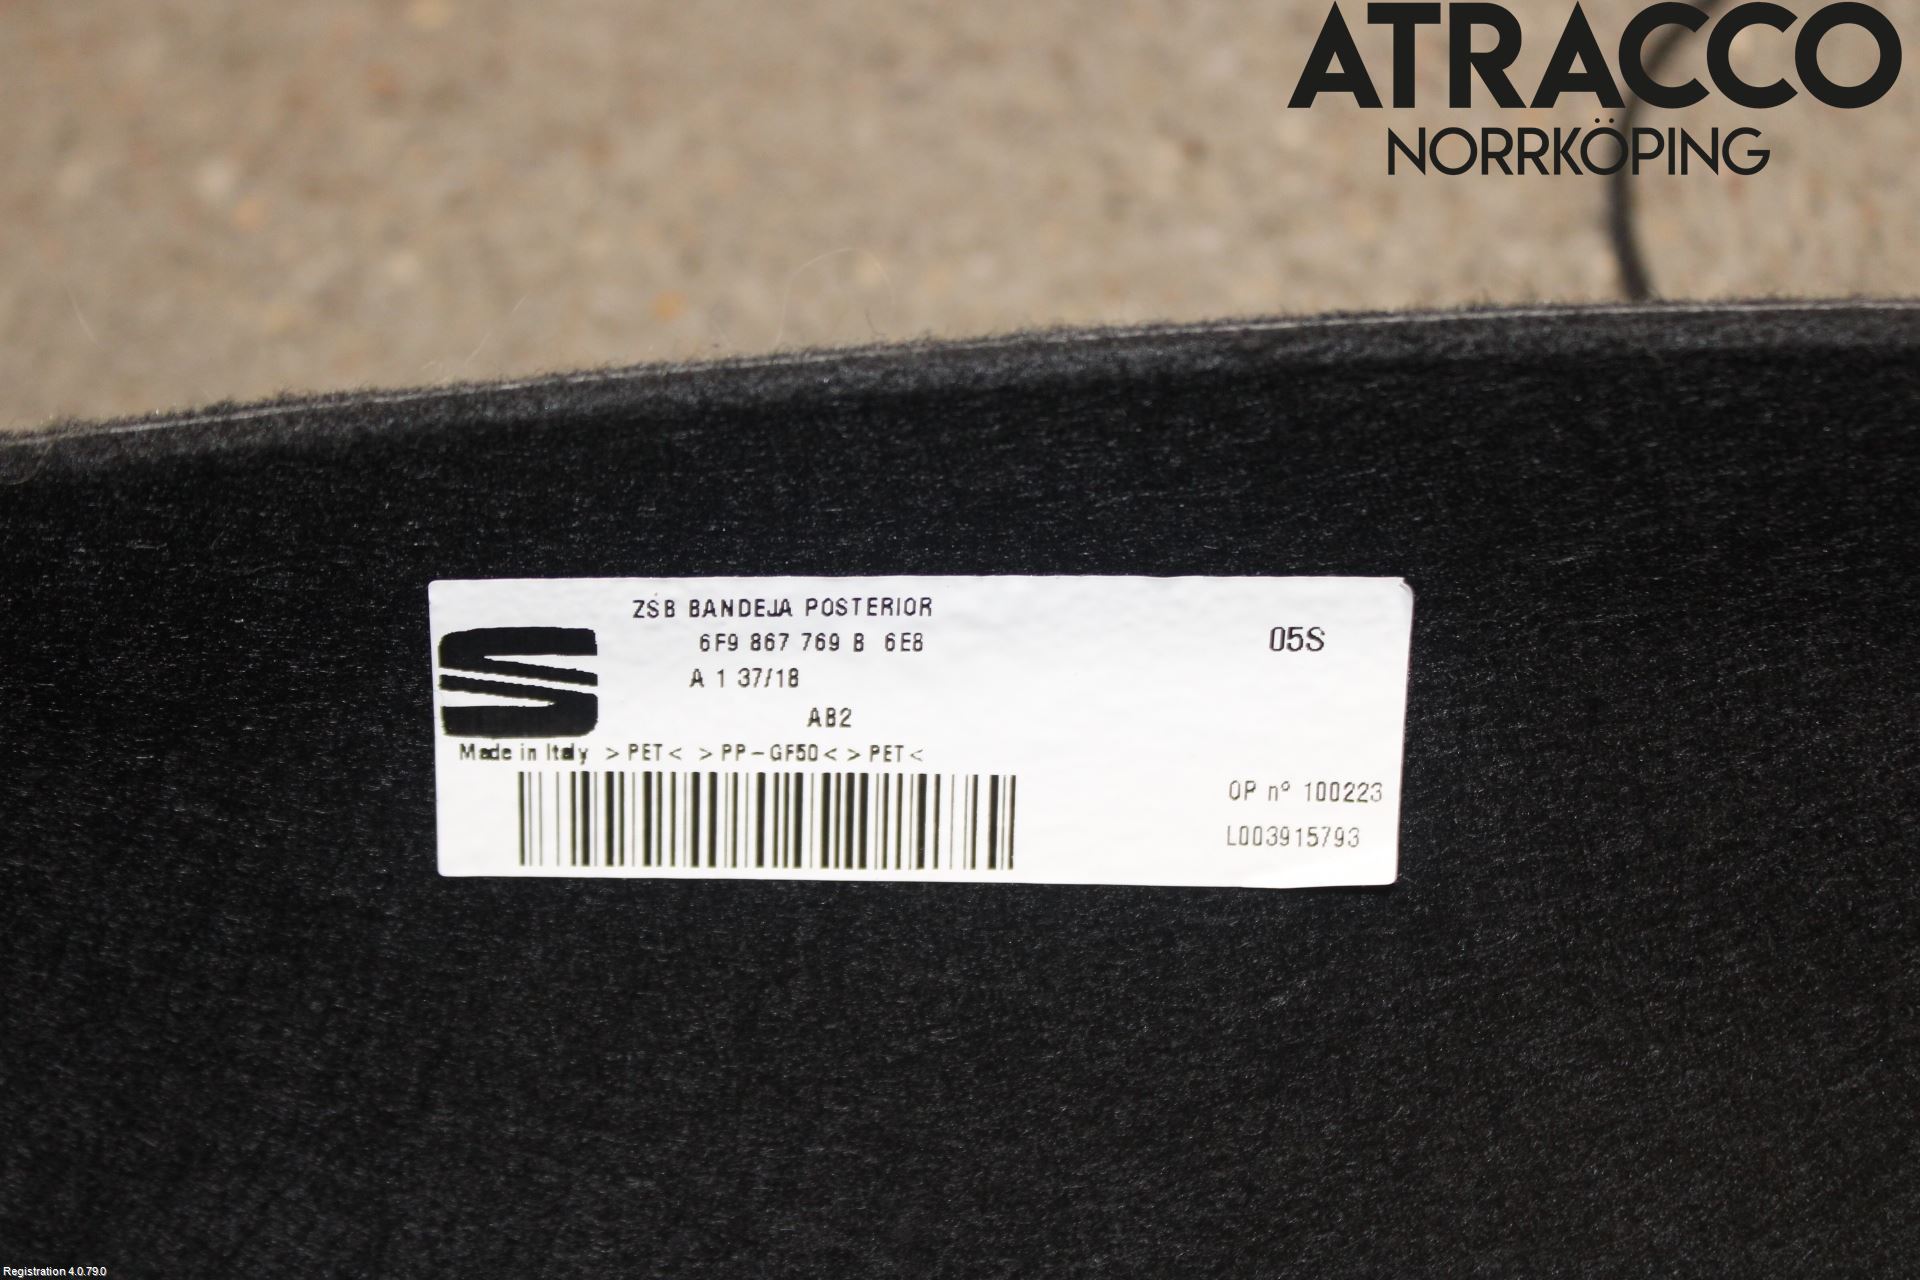 ATRACCO
NORRKÖPING
ZSB BANDEJA POSTERIOR
6F9 867 769 B 6E8
05S
A 1 37/18
AB2
Made in Italy >PET< >PP-GF50<>PET<
OP nº 100223
L003915793
Registration 4.0.79.0